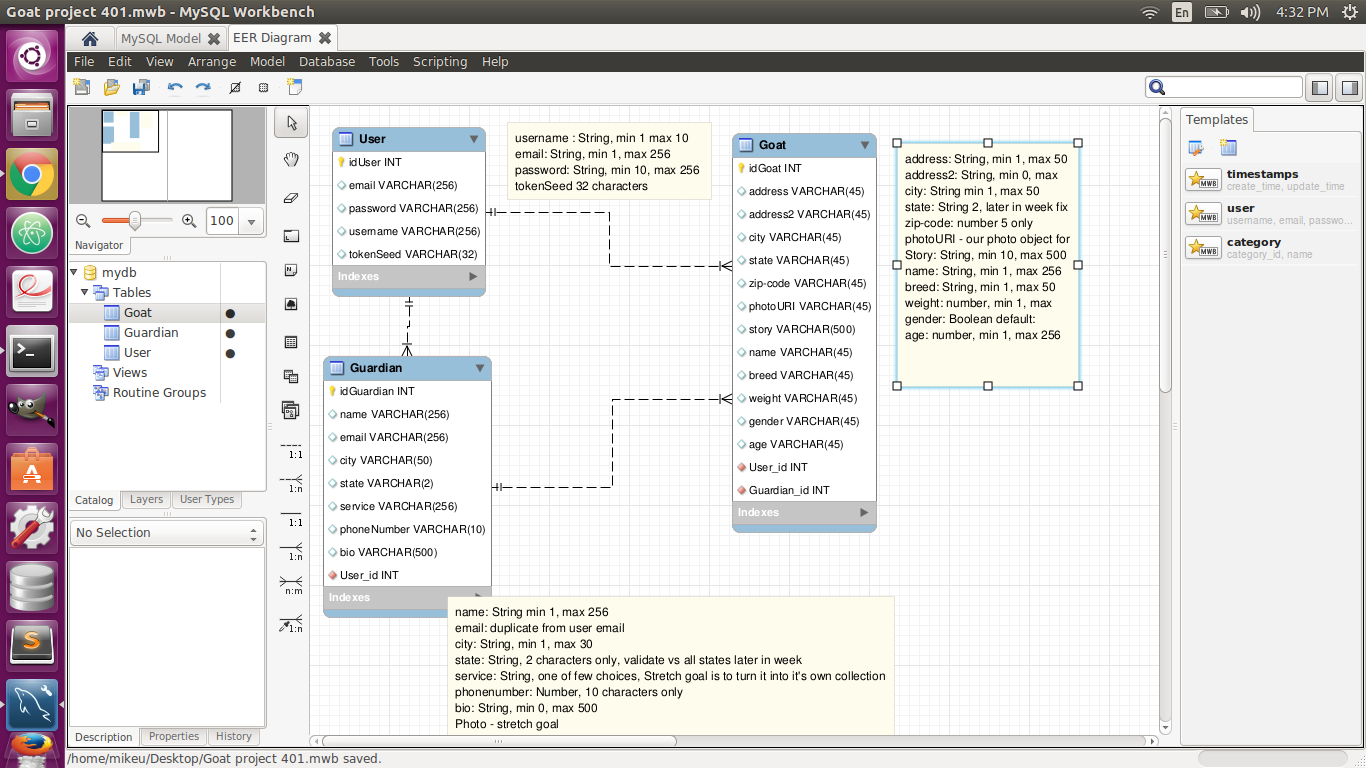 Goat project 401.mwb - MySQL Workbench
En
4:32 PM
MySQL Model
EER Diagram
File Edit View Arrange Model Database Tools Scripting Help
100
Navigator
mydb
Tables
Goat
Guardian
User
Views
Routine Groups
Catalog Layers User Types
No Selection
Description Properties History
1:1
1:n
1:1
1:n
n:m
1:n
User
idUser INT
email VARCHAR(256)
password VARCHAR(256)
username VARCHAR(256)
tokenSeed VARCHAR(32)
Indexes
username : String, min 1 max 10
email: String, min 1, max 256
password: String, min 10, max 256
tokenSeed 32 characters
Guardian
idGuardian INT
name VARCHAR(256)
email VARCHAR(256)
city VARCHAR(50)
state VARCHAR(2)
service VARCHAR(256)
phoneNumber VARCHAR(10)
bio VARCHAR(500)
User_id INT
Indexes
name: String min 1, max 256
email: duplicate from user email
city: String, min 1, max 30
state: String, 2 characters only, validate vs all states later in week
service: String, one of few choices, Stretch goal is to turn it into it's own collection
phonenumber: Number, 10 characters only
bio: String, min 0, max 500
Photo - stretch goal
Goat
idGoat INT
address VARCHAR(45)
address2 VARCHAR(45)
city VARCHAR(45)
state VARCHAR(45)
zip-code VARCHAR(45)
photoURI VARCHAR(45)
story VARCHAR(500)
name VARCHAR(45)
breed VARCHAR(45)
weight VARCHAR(45)
gender VARCHAR(45)
age VARCHAR(45)
User_id INT
Guardian_id INT
Indexes
address: String, min 1, max 50
address2: String, min 0, max
city: String min 1, max 50
state: String 2, later in week fix
zip-code: number 5 only
photoURI - our photo object for
Story: String, min 10, max 500
name: String, min 1, max 256
breed: String, min 1, max 50
weight: number, min 1, max
gender: Boolean default:
age: number, min 1, max 256
Templates
MWB
timestamps
create_time, update_time
MWB
user
username, email, passwo...
MWB
category
category_id, name
/home/mikeu/Desktop/Goat project 401.mwb saved.